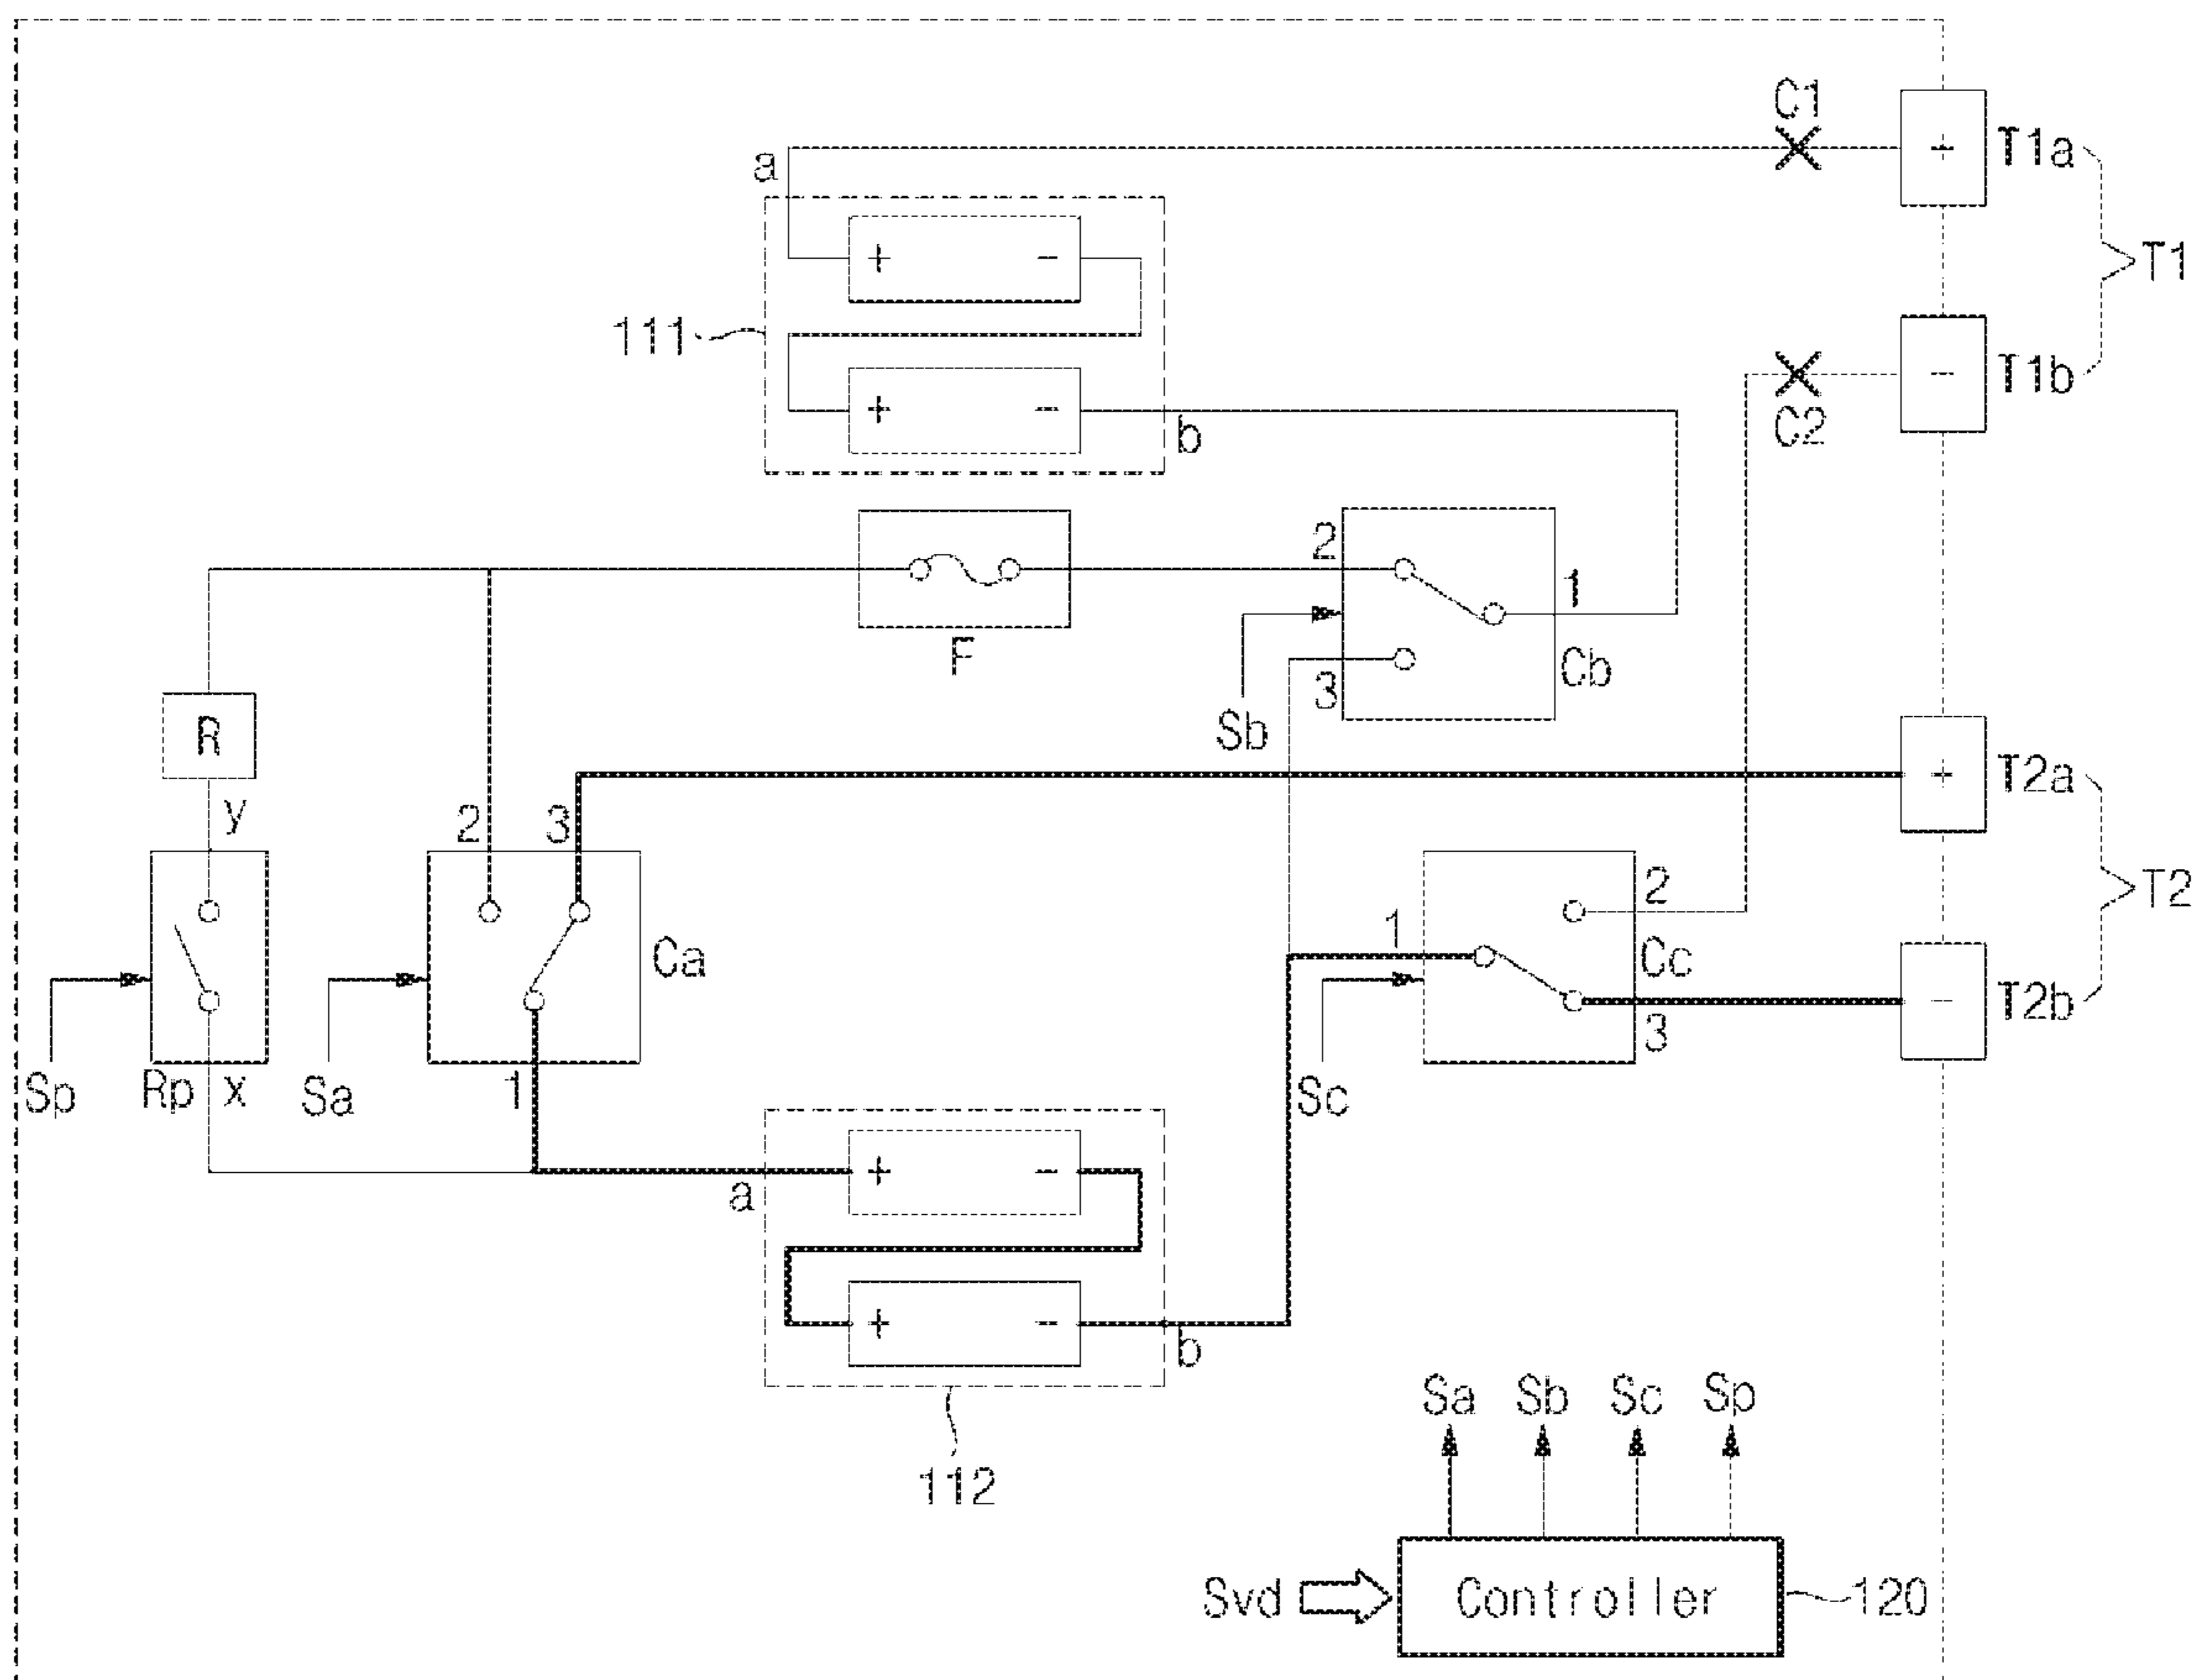 C1
+
T1a
a
+ -
T1
111
+ -
-
T1b
C2
b
2
1
F
3
Cb
Sb
R
y
2
3
+
T2a
2
T2
1
Ca
Cc
-
T2b
3
Sp
Rp
x
Sa
1
Sc
+ -
a
+ -
b
112
Sa Sb Sc Sp
Svd
Controller
120